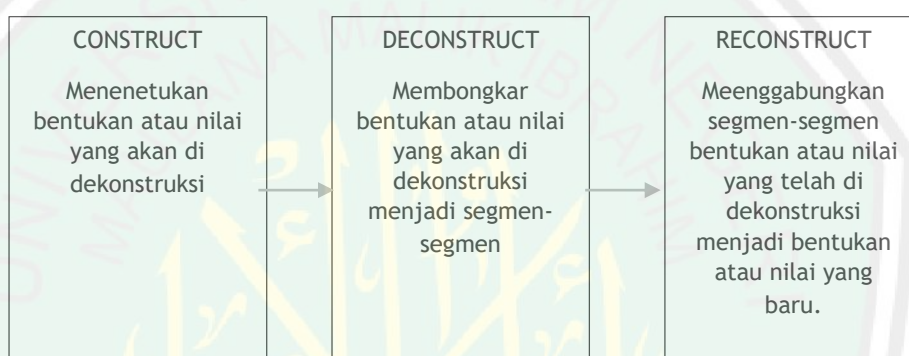 CONSTRUCT
Menenetukan
bentukan atau nilai
yang akan di
dekonstruksi
DECONSTRUCT
Membongkar
bentukan atau nilai
yang akan di
dekonstruksi
menjadi segmen-
segmen
RECONSTRUCT
Meenggabungkan
segmen-segmen
bentukan atau nilai
yang telah di
dekonstruksi
menjadi bentukan
atau nilai yang
baru.